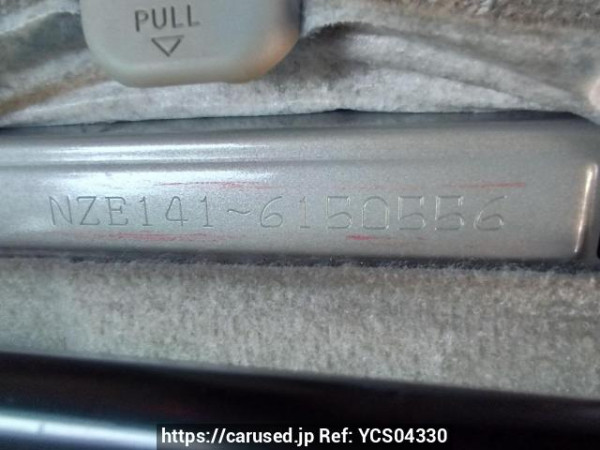 PULL
NZE141-6150556
https://carused.jp Ref: YCS04330